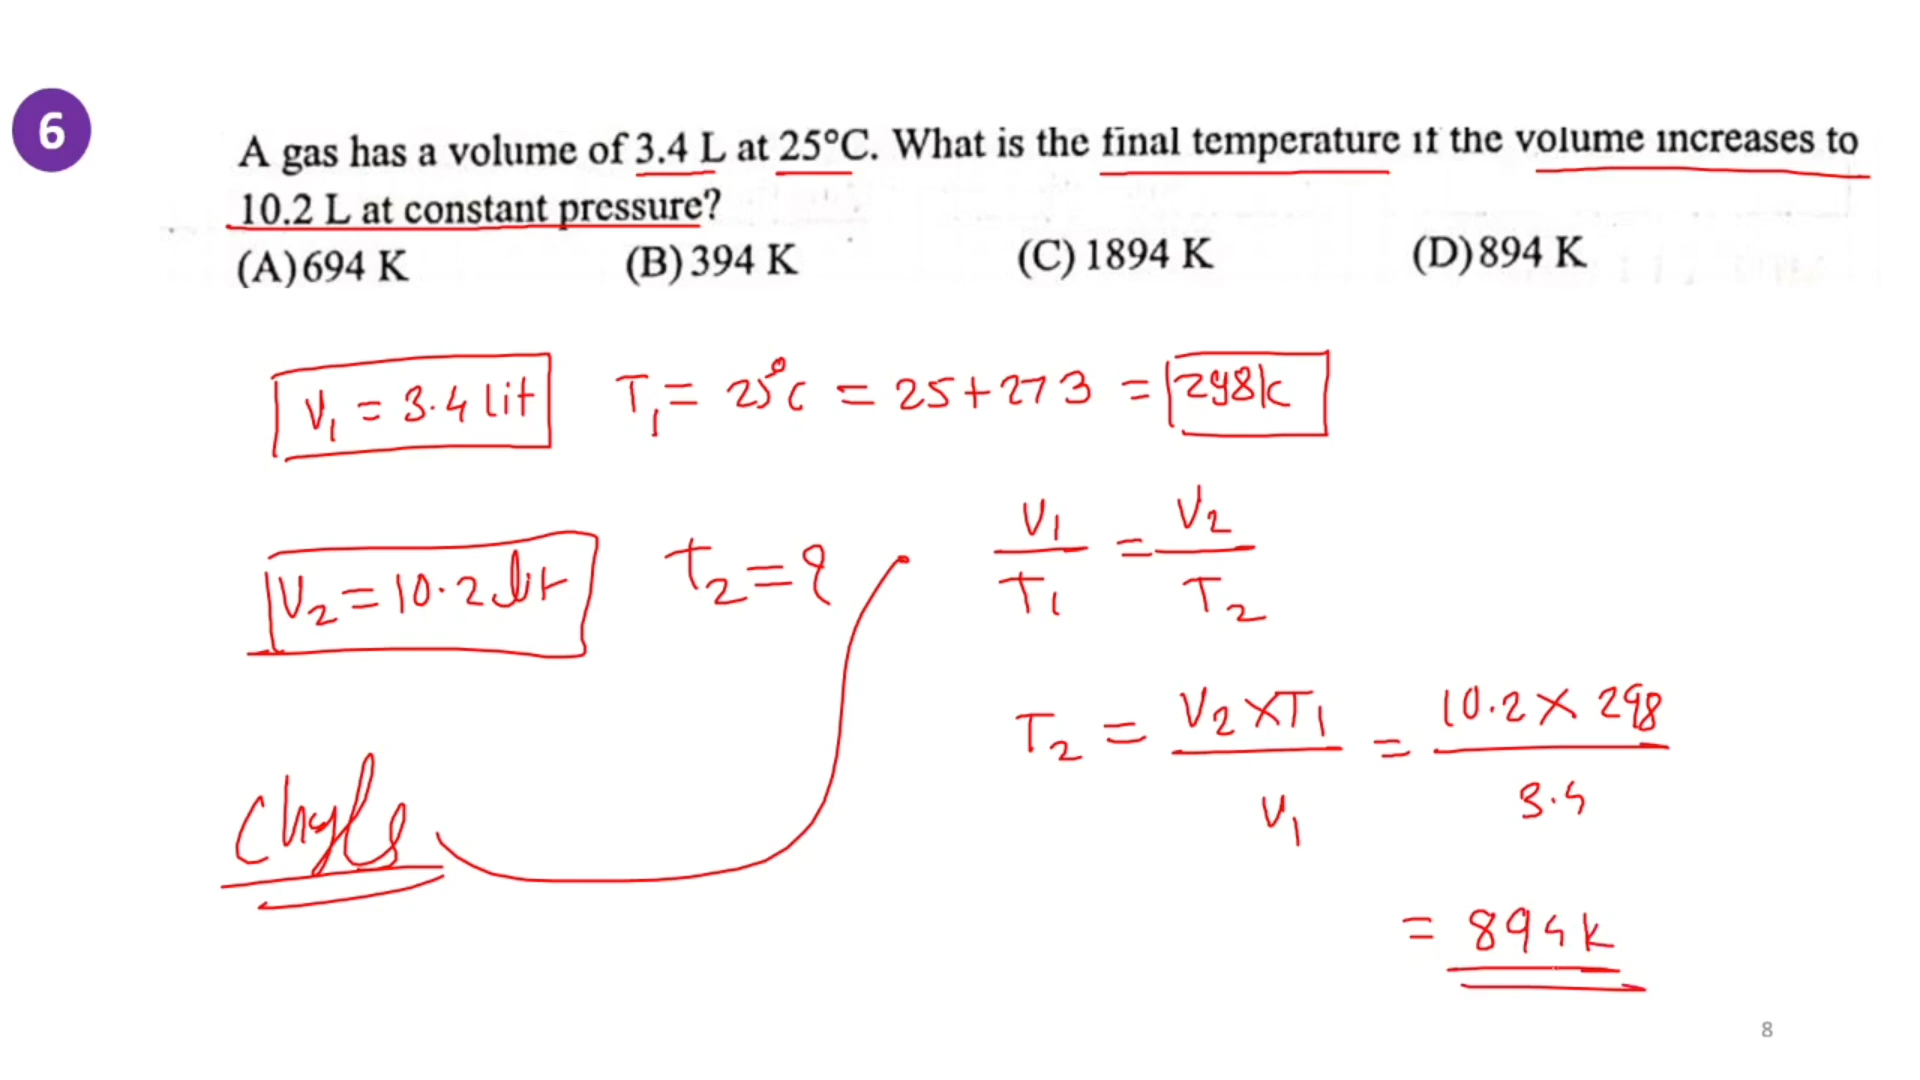 6
A gas has a volume of 3.4 L at 25°C. What is the final temperature if the volume increases to
10.2 L at constant pressure?
(A) 694 K (B) 394 K (C) 1894 K (D) 894 K
V₁ = 3.4 lit T₁ = 25°C = 25+273 = 298k
V₂ = 10.2 lit T₂ = ?
V₁/T₁ = V₂/T₂
T₂ = V₂×T₁/V₁ = 10.2×298/3.4
= 894k
8